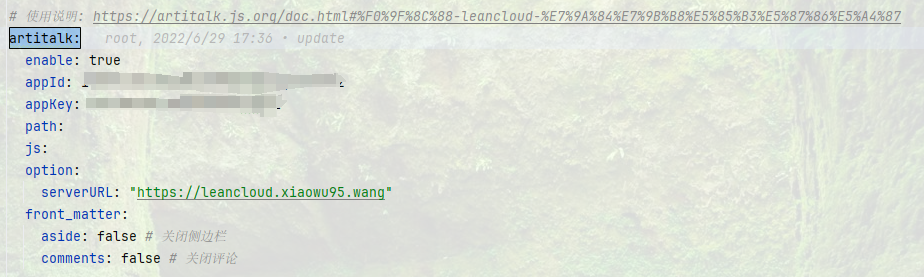 # 使用说明: https://artitalk.js.org/doc.html#%F0%9F%8C%88-leancloud-%E7%9A%84%E7%9B%B8%E5%85%B3%E5%87%86%E5%A4%87
artitalk: root, 2022/6/29 17:36 • update
enable: true
appId:
appKey:
path:
js:
option:
serverURL: "https://leancloud.xiaowu95.wang"
front_matter:
aside: false # 关闭侧边栏
comments: false # 关闭评论